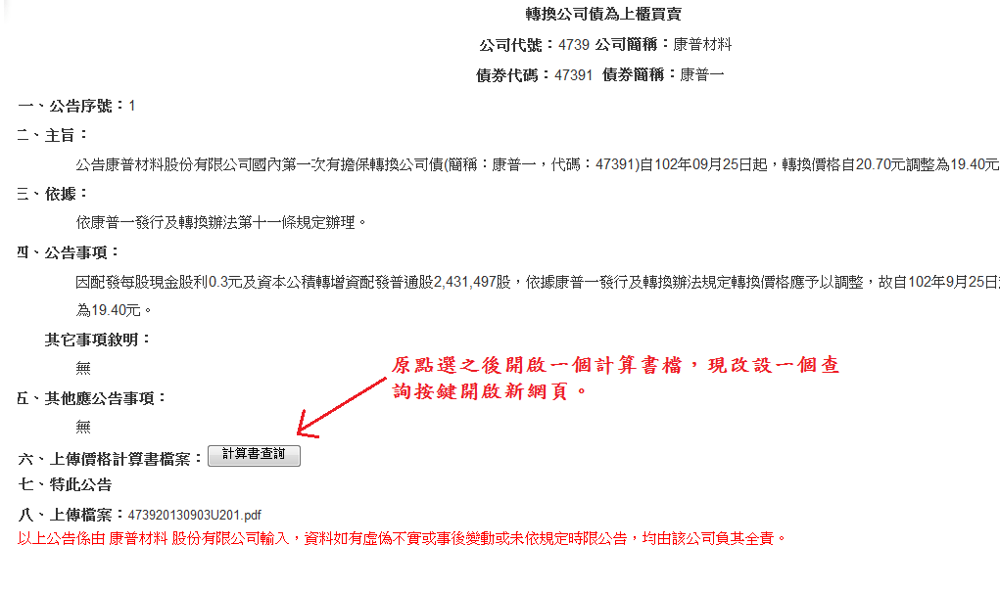 轉換公司債為上櫃買賣
公司代號：4739 公司簡稱：康普材料
債券代碼：47391 債券簡稱：康普一
一、公告序號：1
二、主旨：
公告康普材料股份有限公司國內第一次有擔保轉換公司債(簡稱：康普一，代碼：47391)自102年09月25日起，轉換價格自20.70元調整為19.40元
三、依據：
依康普一發行及轉換辦法第十一條規定辦理。
四、公告事項：
因配發每股現金股利0.3元及資本公積轉增資配發普通股2,431,497股，依據康普一發行及轉換辦法規定轉換價格應予以調整，故自102年9月25日
為19.40元。
其它事項敘明：
無
原點選之後開啟一個計算書檔，現改設一個查
詢按鍵開啟新網頁。
五、其他應公告事項：
無
六、上傳價格計算書檔案：計算書查詢
七、特此公告
八、上傳檔案：473920130903U201.pdf
以上公告係由 康普材料 股份有限公司輸入，資料如有虛偽不實或事後變動或未依規定時限公告，均由該公司負其全責。